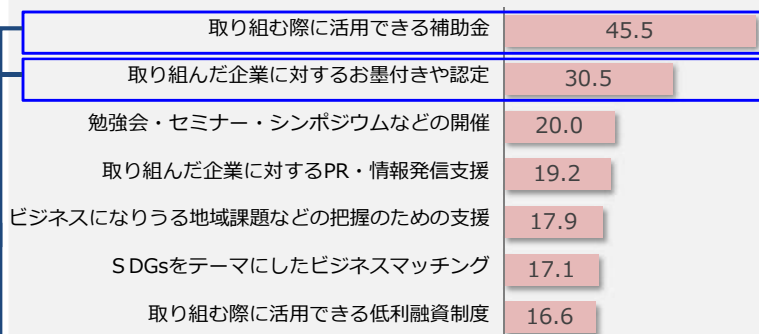 取り組む際に活用できる補助金 45.5
取り組んだ企業に対するお墨付きや認定 30.5
勉強会・セミナー・シンポジウムなどの開催 20.0
取り組んだ企業に対するPR・情報発信支援 19.2
ビジネスになりうる地域課題などの把握のための支援 17.9
ＳDGsをテーマにしたビジネスマッチング 17.1
取り組む際に活用できる低利融資制度 16.6